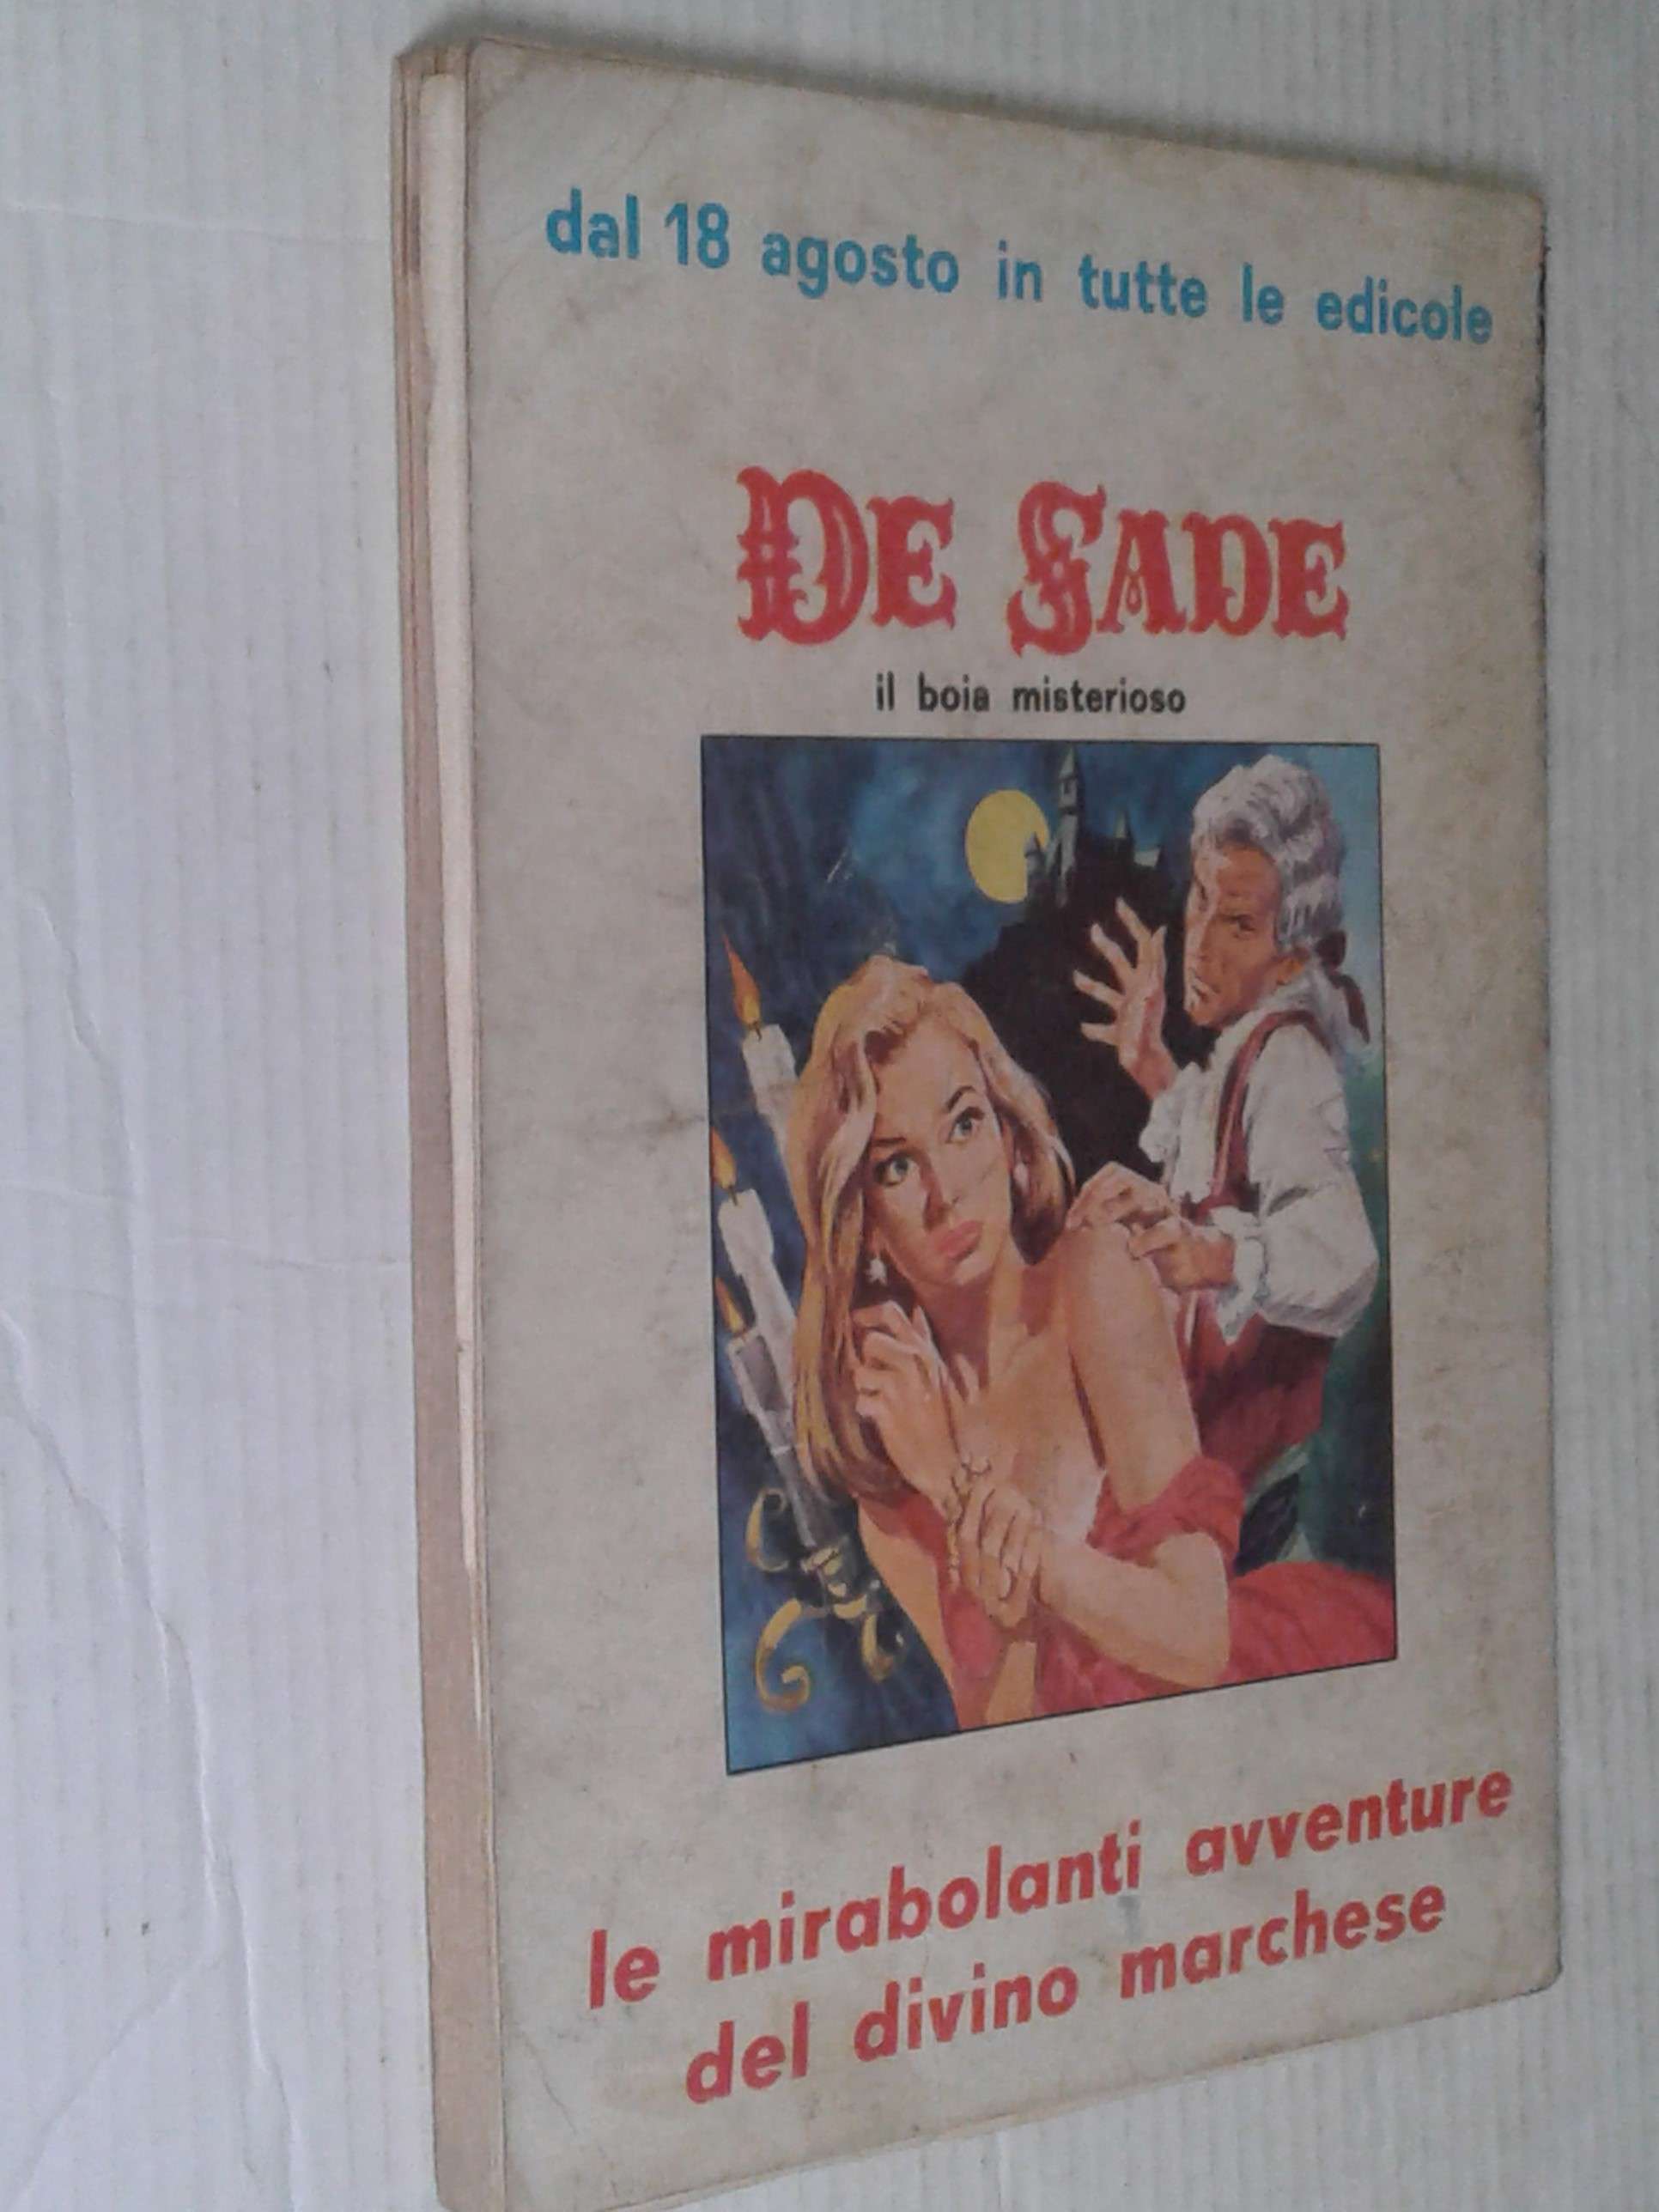 dal 18 agosto in tutte le edicole
DE SADE
il boia misterioso
le mirabolanti avventure
del divino marchese